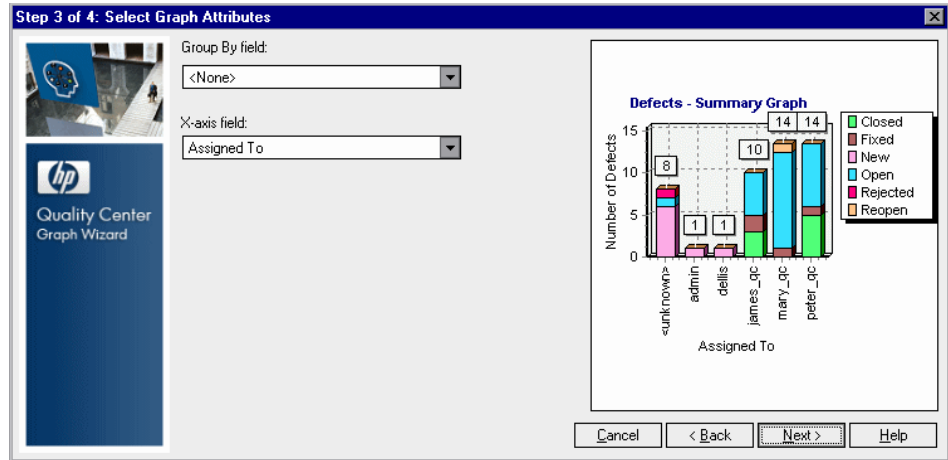 Step 3 of 4: Select Graph Attributes
Group By field:
<None>
X-axis field:
Assigned To
hp
Quality Center
Graph Wizard
Defects - Summary Graph
Number of Defects
15
10
5
0
8
1
1
10
14
14
<unknown>
admin
dellis
james_qc
mary_qc
peter_qc
Assigned To
Closed
Fixed
New
Open
Rejected
Reopen
Cancel
< Back
Next >
Help